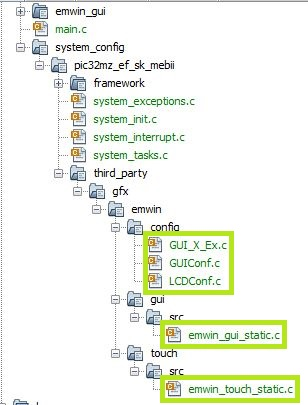 emwin_gui
main.c
system_config
pic32mz_ef_sk_mebii
framework
system_exceptions.c
system_init.c
system_interrupt.c
system_tasks.c
third_party
gfx
emwin
config
GUI_X_Ex.c
GUIConf.c
LCDConf.c
gui
src
emwin_gui_static.c
touch
src
emwin_touch_static.c